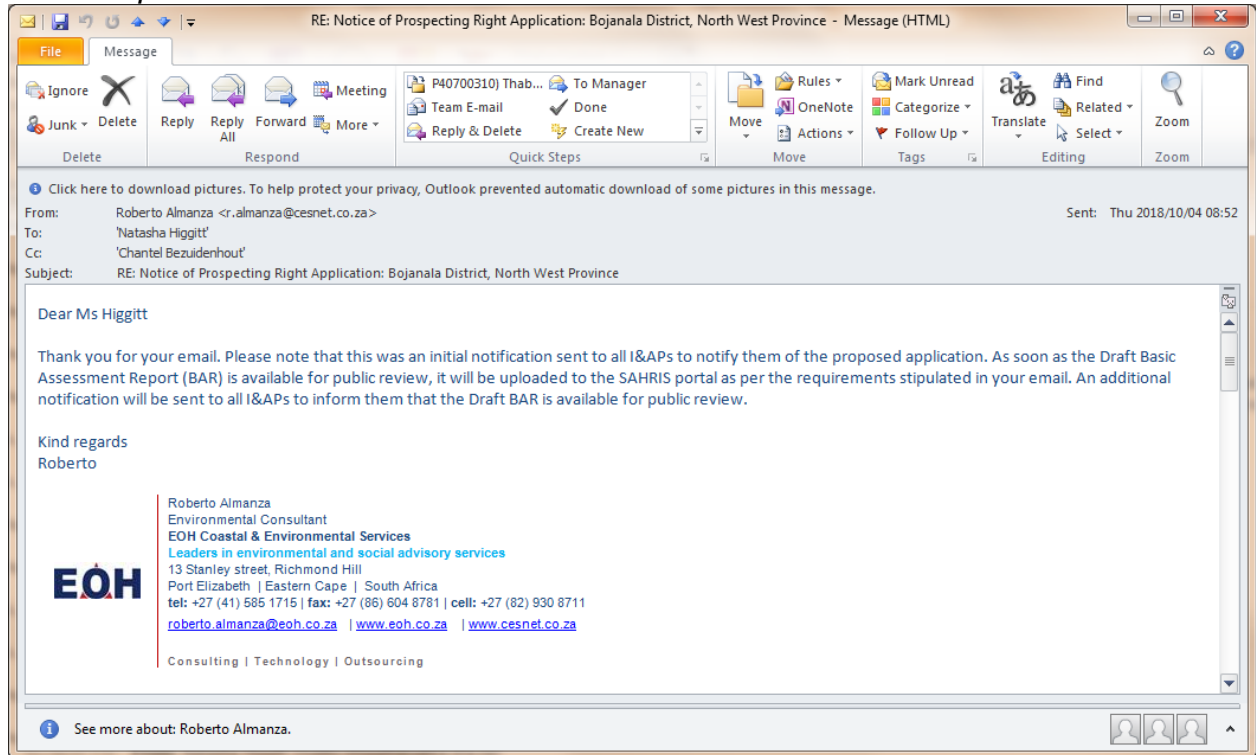 RE: Notice of Prospecting Right Application: Bojanala District, North West Province - Message (HTML)
File Message
Ignore
Junk
Delete
Reply
Reply All
Forward
Meeting
More
P40700310) Thab...
To Manager
Team E-mail
Done
Reply & Delete
Create New
Move
Rules
OneNote
Actions
Mark Unread
Categorize
Follow Up
Translate
Find
Related
Select
Zoom
Delete Respond Quick Steps Move Tags Editing Zoom
Click here to download pictures. To help protect your privacy, Outlook prevented automatic download of some pictures in this message.
From: Roberto Almanza <r.almanza@cesnet.co.za> Sent: Thu 2018/10/04 08:52
To: 'Natasha Higgitt'
Cc: 'Chantel Bezuidenhout'
Subject: RE: Notice of Prospecting Right Application: Bojanala District, North West Province
Dear Ms Higgitt
Thank you for your email. Please note that this was an initial notification sent to all I&APs to notify them of the proposed application. As soon as the Draft Basic
Assessment Report (BAR) is available for public review, it will be uploaded to the SAHRIS portal as per the requirements stipulated in your email. An additional
notification will be sent to all I&APs to inform them that the Draft BAR is available for public review.
Kind regards
Roberto
EOH
Roberto Almanza
Environmental Consultant
EOH Coastal & Environmental Services
Leaders in environmental and social advisory services
13 Stanley street, Richmond Hill
Port Elizabeth | Eastern Cape | South Africa
tel: +27 (41) 585 1715 | fax: +27 (86) 604 8781 | cell: +27 (82) 930 8711
roberto.almanza@eoh.co.za | www.eoh.co.za | www.cesnet.co.za
Consulting | Technology | Outsourcing
See more about: Roberto Almanza.